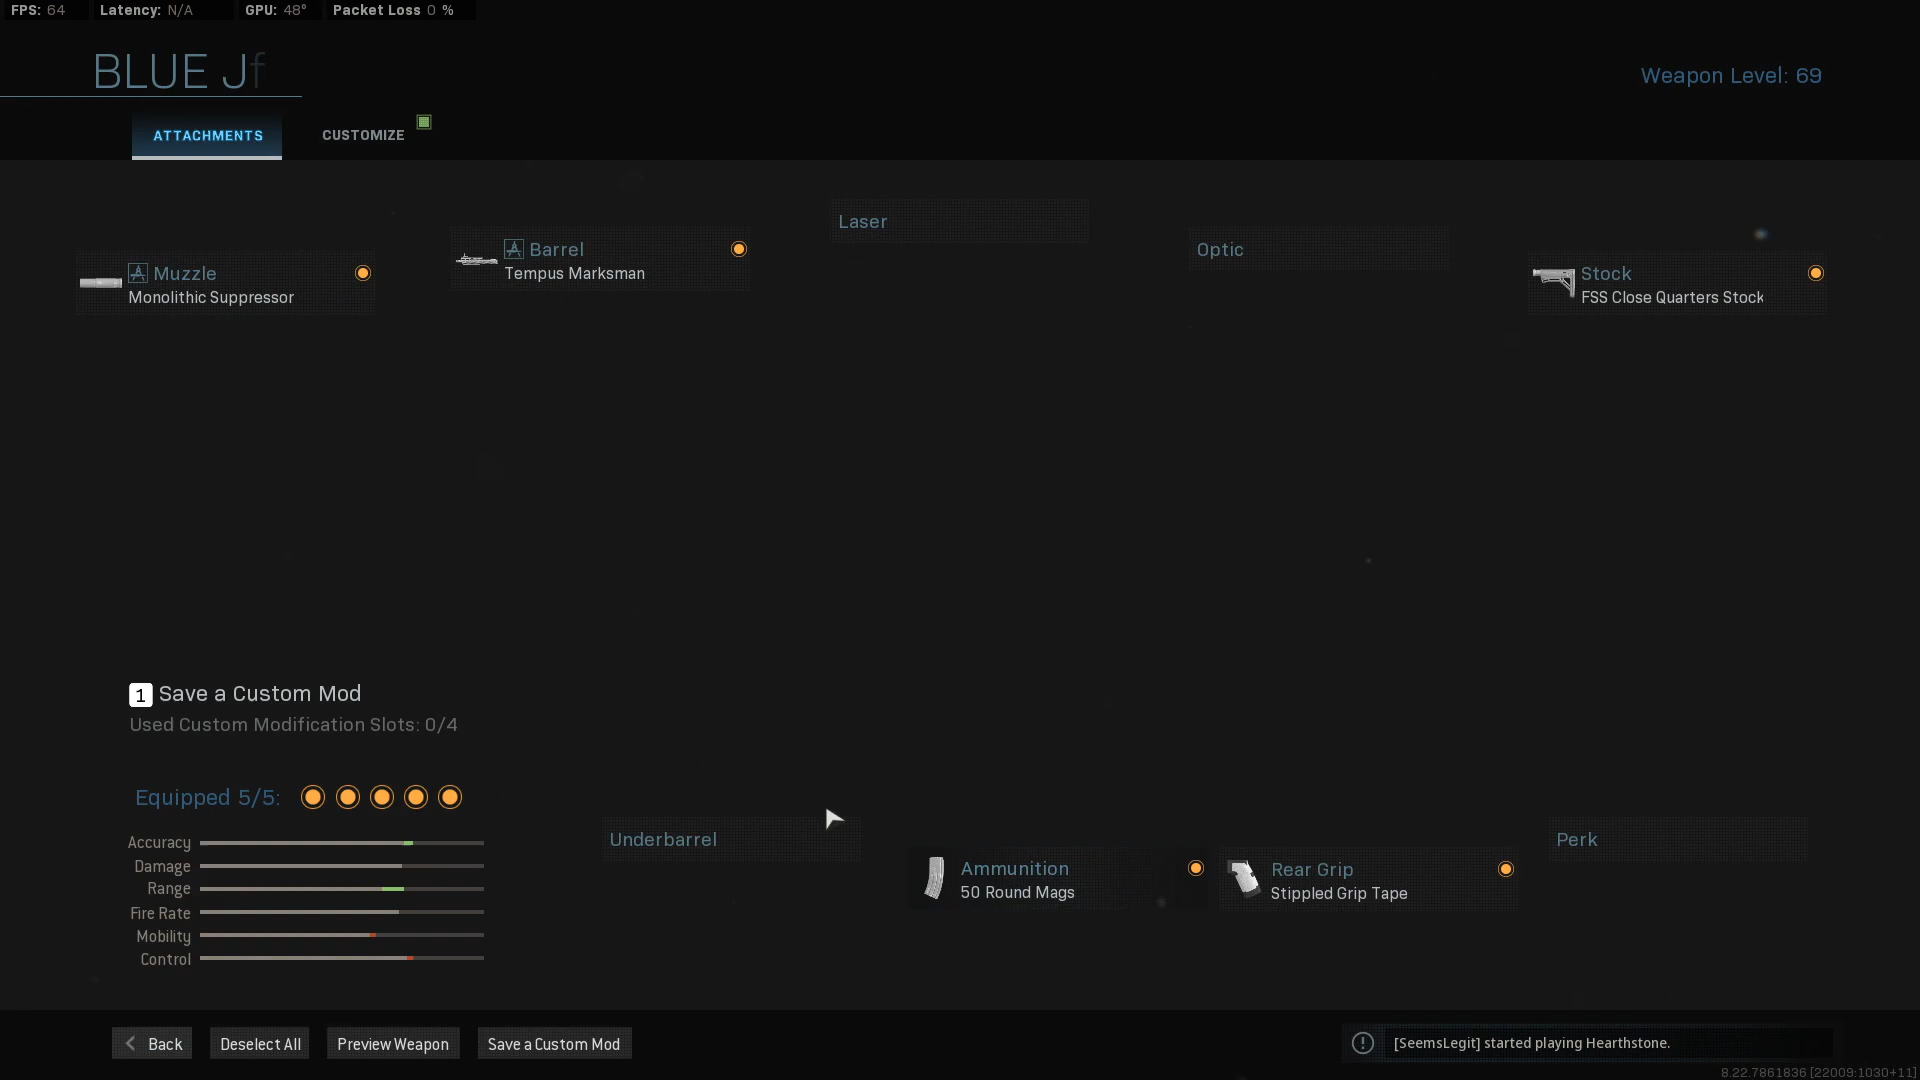 FPS: 64 Latency: N/A GPU: 48° Packet Loss 0 %
BLUE Jf
Weapon Level: 69
ATTACHMENTS CUSTOMIZE
Laser
Barrel
Tempus Marksman
Optic
Muzzle
Monolithic Suppressor
Stock
FSS Close Quarters Stock
1 Save a Custom Mod
Used Custom Modification Slots: 0/4
Equipped 5/5:
Accuracy
Damage
Range
Fire Rate
Mobility
Control
Underbarrel
Ammunition
50 Round Mags
Rear Grip
Stippled Grip Tape
Perk
Back Deselect All Preview Weapon Save a Custom Mod
[SeemsLegit] started playing Hearthstone.
8.22.7861836 [22009:1030+11]